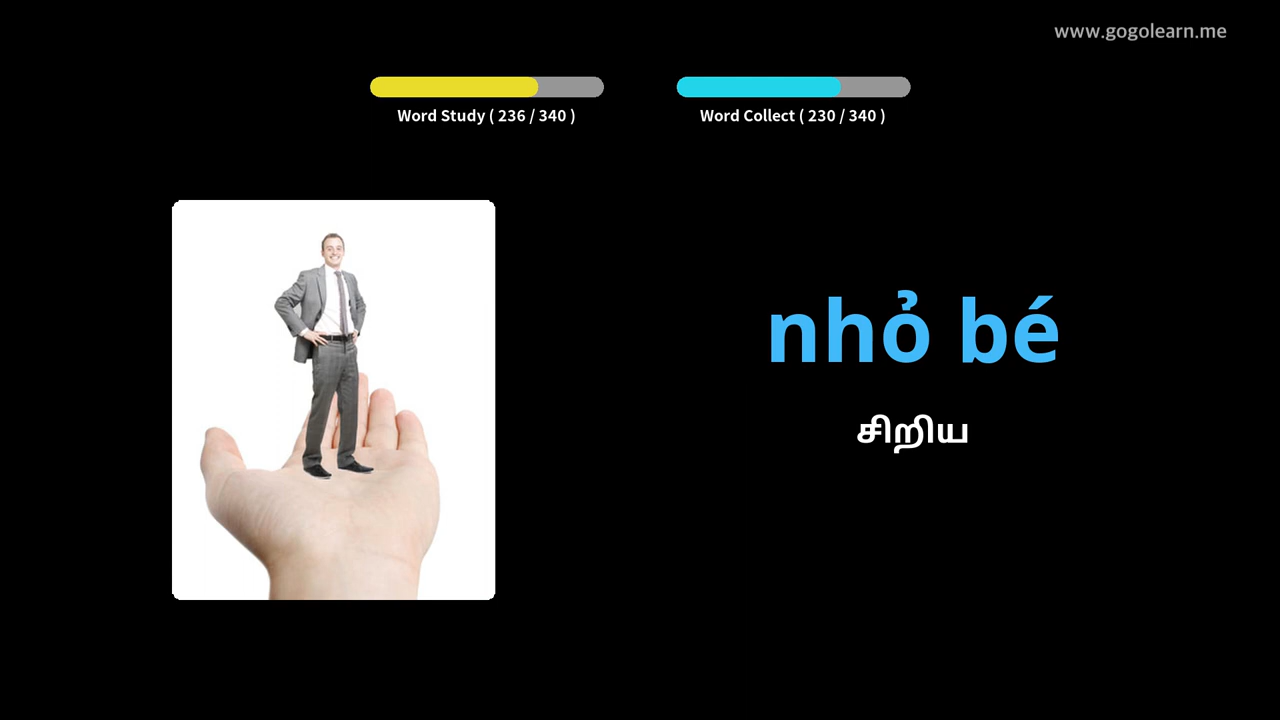 www.gogolearn.me
Word Study ( 236 / 340 )
Word Collect ( 230 / 340 )
nhỏ bé
சிறிய